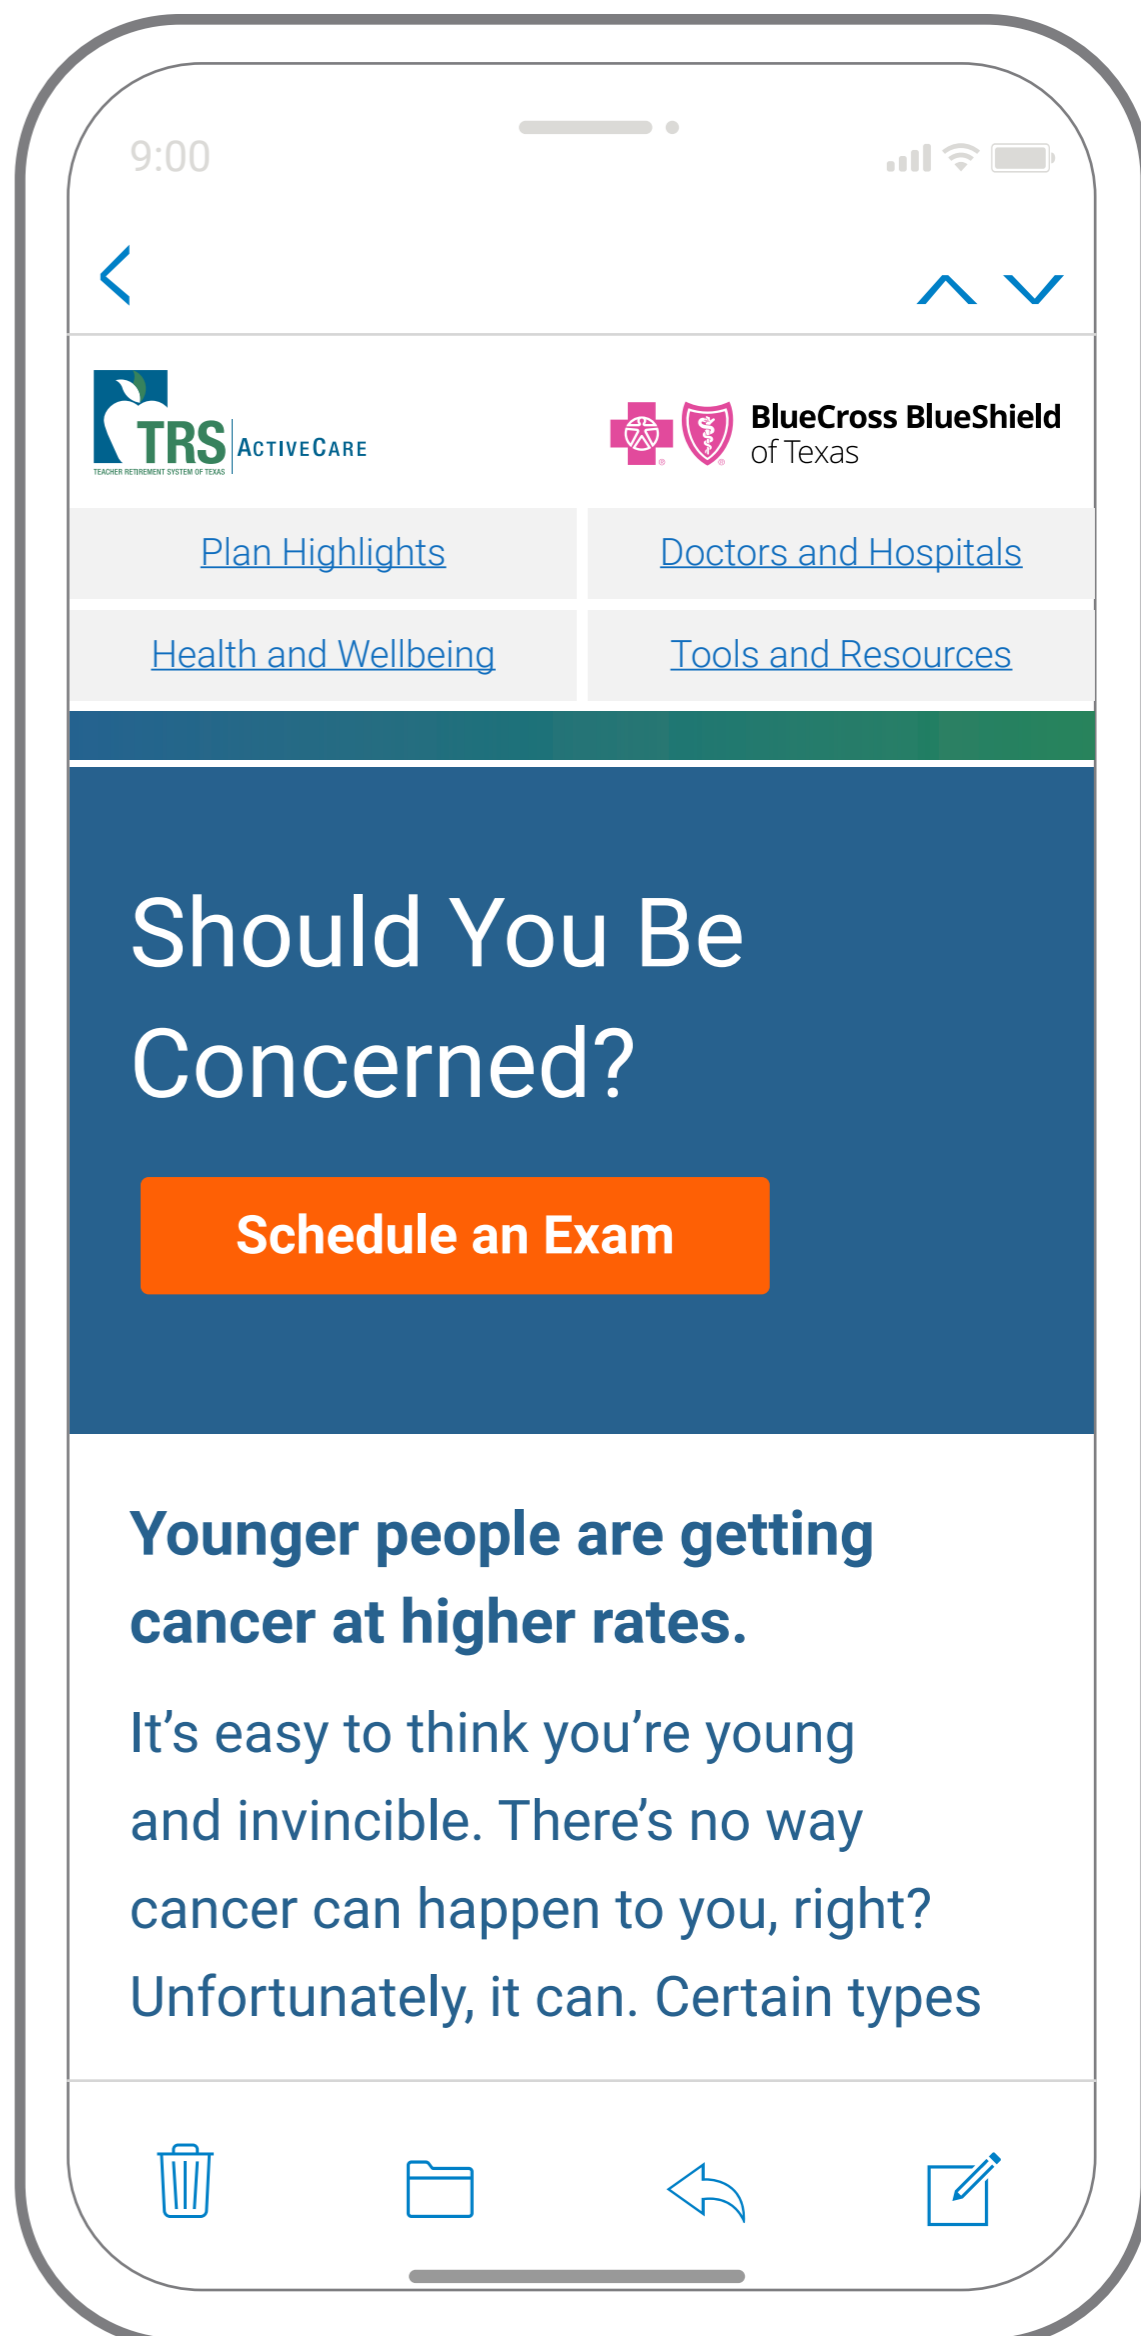 9:00
TRS
TEACHER RETIREMENT SYSTEM OF TEXAS
ACTIVECARE
BlueCross BlueShield
of Texas
Plan Highlights
Doctors and Hospitals
Health and Wellbeing
Tools and Resources
Should You Be
Concerned?
Schedule an Exam
Younger people are getting
cancer at higher rates.
It’s easy to think you’re young
and invincible. There’s no way
cancer can happen to you, right?
Unfortunately, it can. Certain types